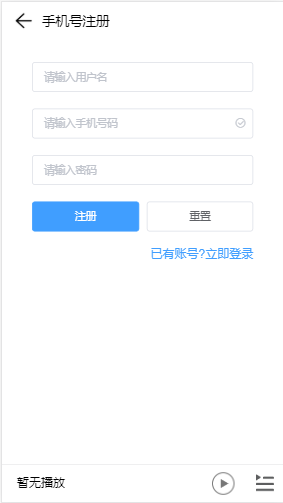 手机号注册
请输入用户名
请输入手机号码
请输入密码
注册
重置
已有账号?立即登录
暂无播放